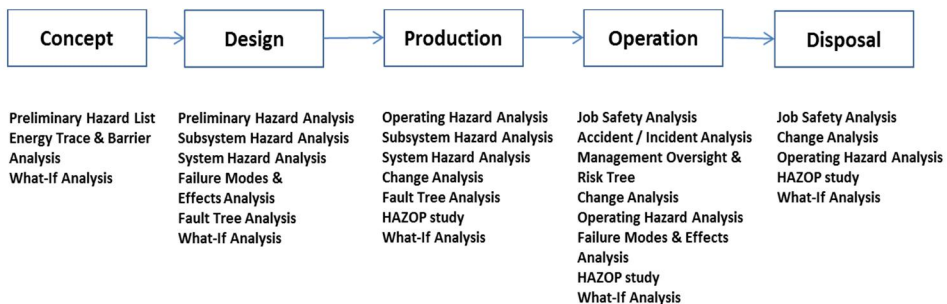 Concept
Design
Production
Operation
Disposal
Preliminary Hazard List
Energy Trace & Barrier
Analysis
What-If Analysis
Preliminary Hazard Analysis
Subsystem Hazard Analysis
System Hazard Analysis
Failure Modes &
Effects Analysis
Fault Tree Analysis
What-If Analysis
Operating Hazard Analysis
Subsystem Hazard Analysis
System Hazard Analysis
Change Analysis
Fault Tree Analysis
HAZOP study
What-If Analysis
Job Safety Analysis
Accident / Incident Analysis
Management Oversight &
Risk Tree
Change Analysis
Operating Hazard Analysis
Failure Modes & Effects
Analysis
HAZOP study
What-If Analysis
Job Safety Analysis
Change Analysis
Operating Hazard Analysis
HAZOP study
What-If Analysis